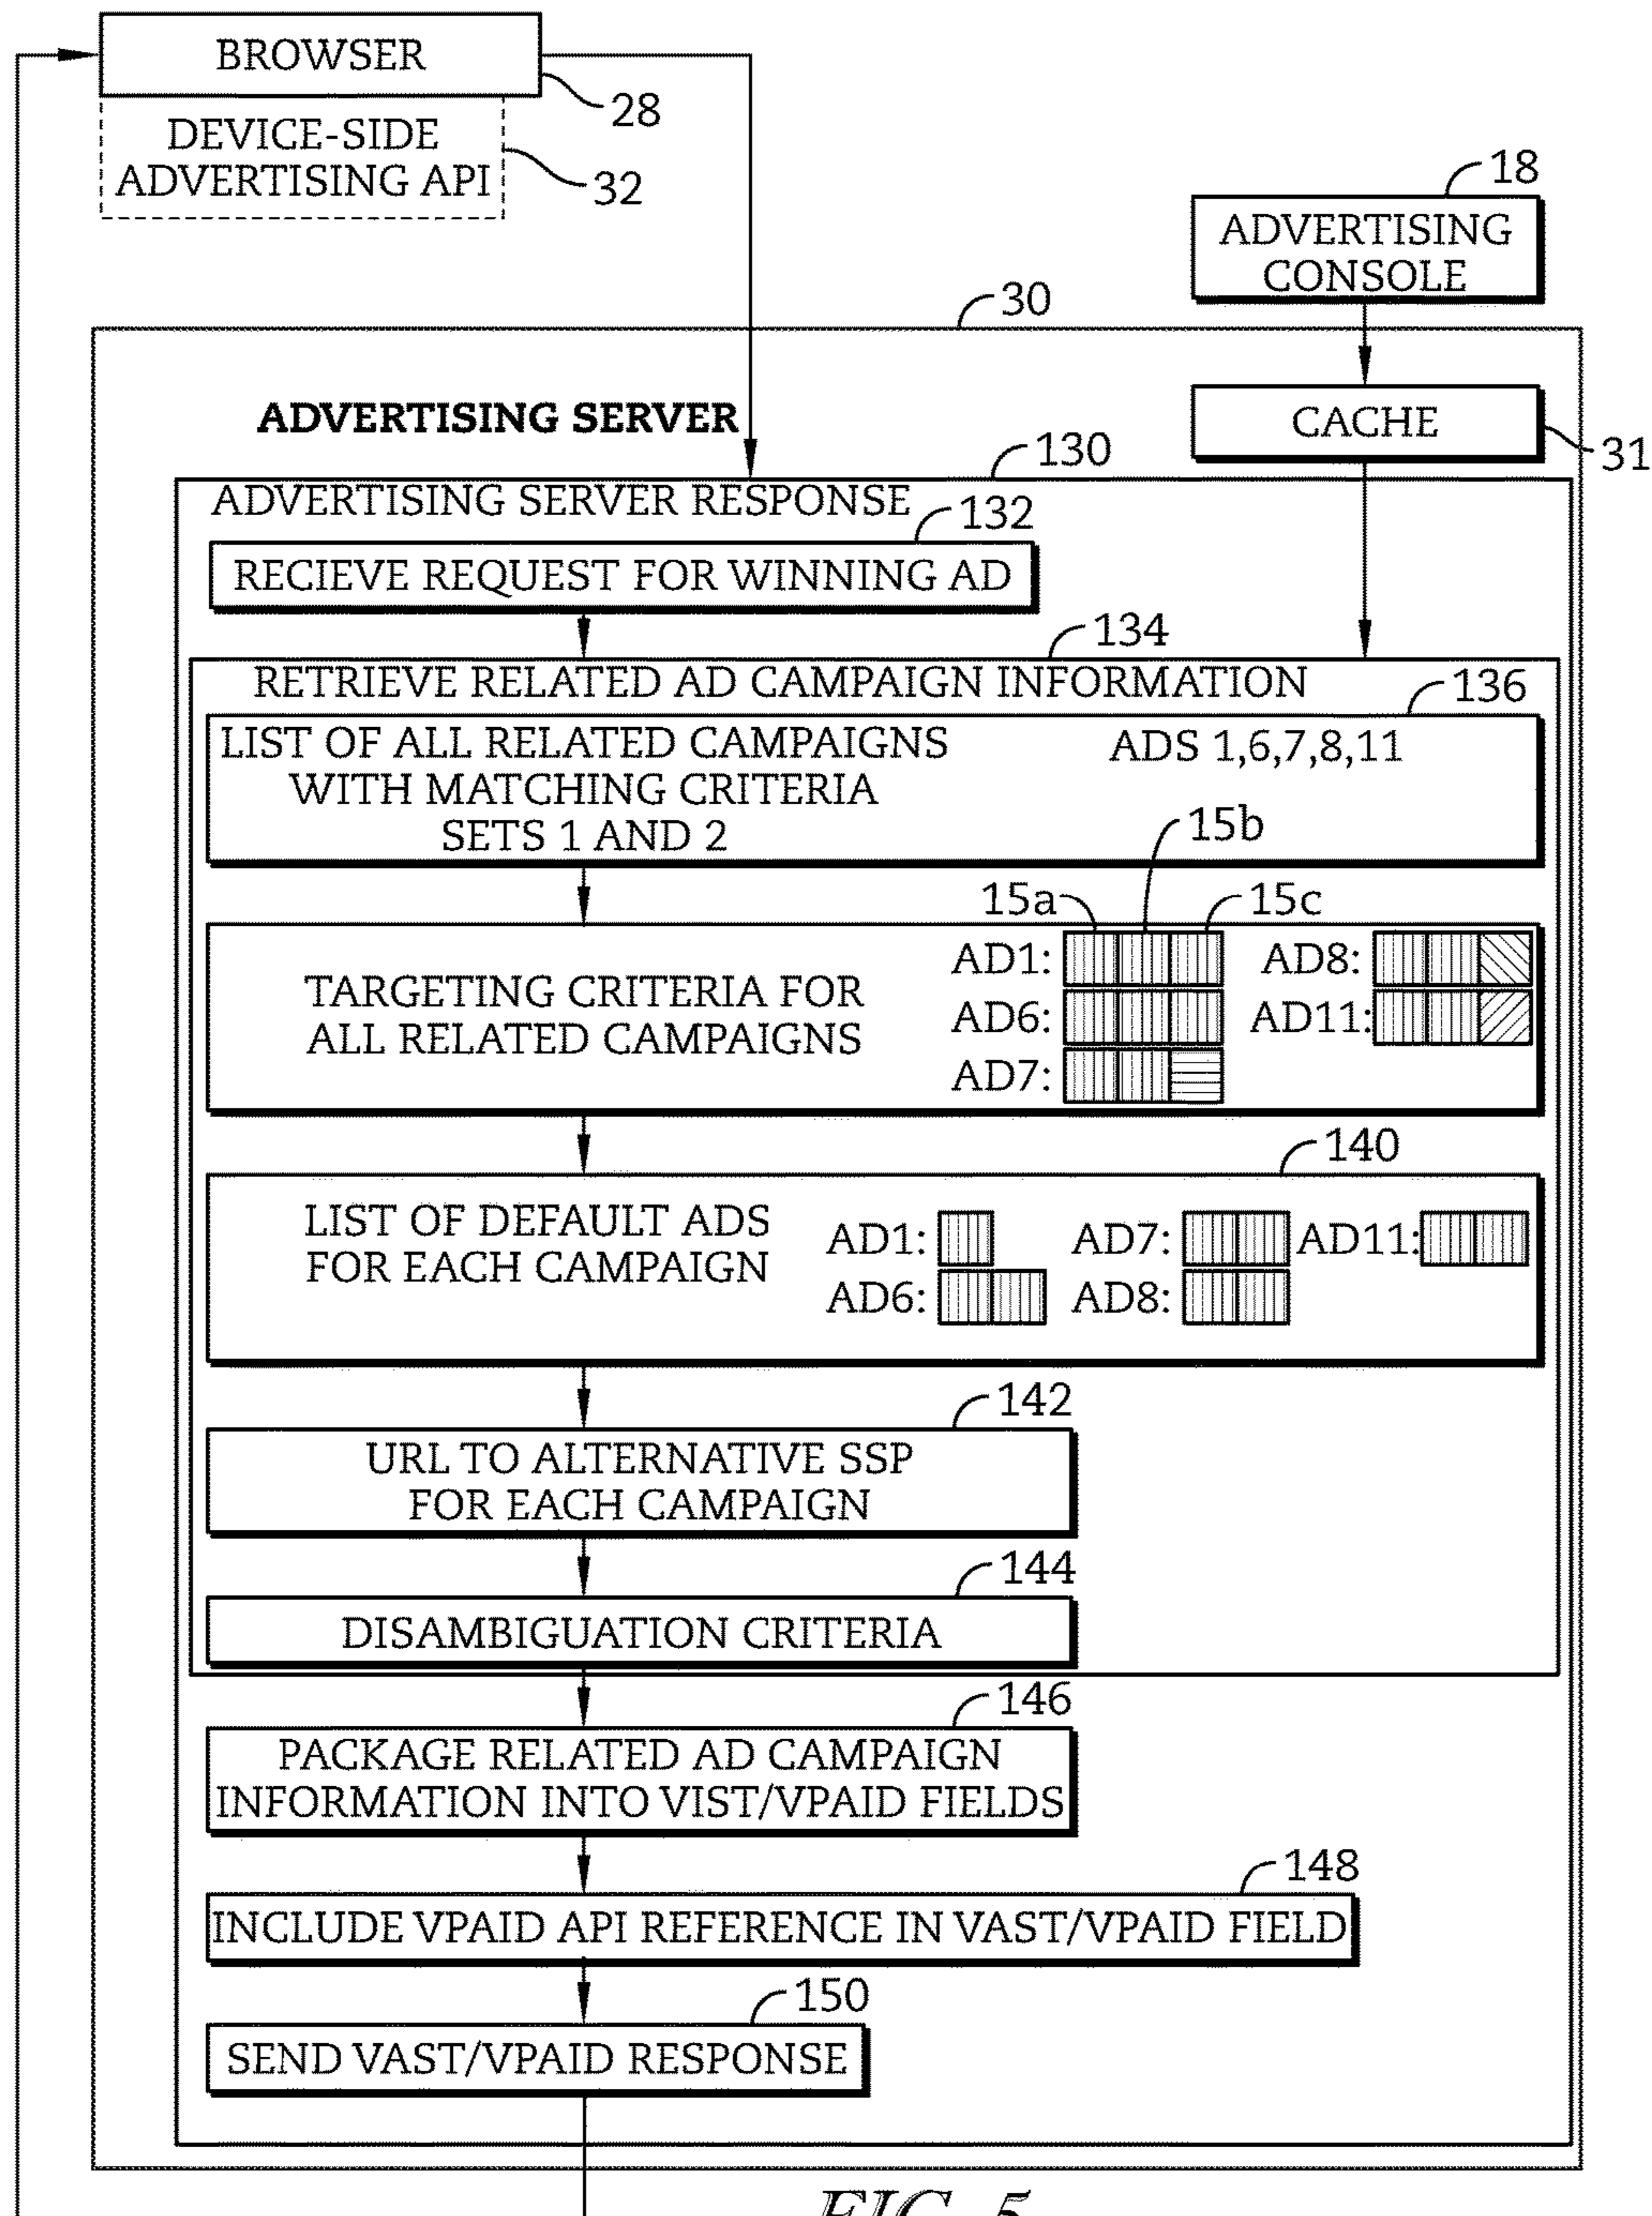 BROWSER
28
DEVICE-SIDE
ADVERTISING API
32
18
ADVERTISING
CONSOLE
30
ADVERTISING SERVER
CACHE
31
130
ADVERTISING SERVER RESPONSE
132
RECIEVE REQUEST FOR WINNING AD
134
RETRIEVE RELATED AD CAMPAIGN INFORMATION
136
LIST OF ALL RELATED CAMPAIGNS
WITH MATCHING CRITERIA
SETS 1 AND 2
ADS 1,6,7,8,11
15b
15a
15c
TARGETING CRITERIA FOR
ALL RELATED CAMPAIGNS
AD1:
AD8:
AD6:
AD11:
AD7:
140
LIST OF DEFAULT ADS
FOR EACH CAMPAIGN
AD1:
AD7:
AD11:
AD6:
AD8:
142
URL TO ALTERNATIVE SSP
FOR EACH CAMPAIGN
144
DISAMBIGUATION CRITERIA
146
PACKAGE RELATED AD CAMPAIGN
INFORMATION INTO VIST/VPAID FIELDS
148
INCLUDE VPAID API REFERENCE IN VAST/VPAID FIELD
150
SEND VAST/VPAID RESPONSE
FIG. 5